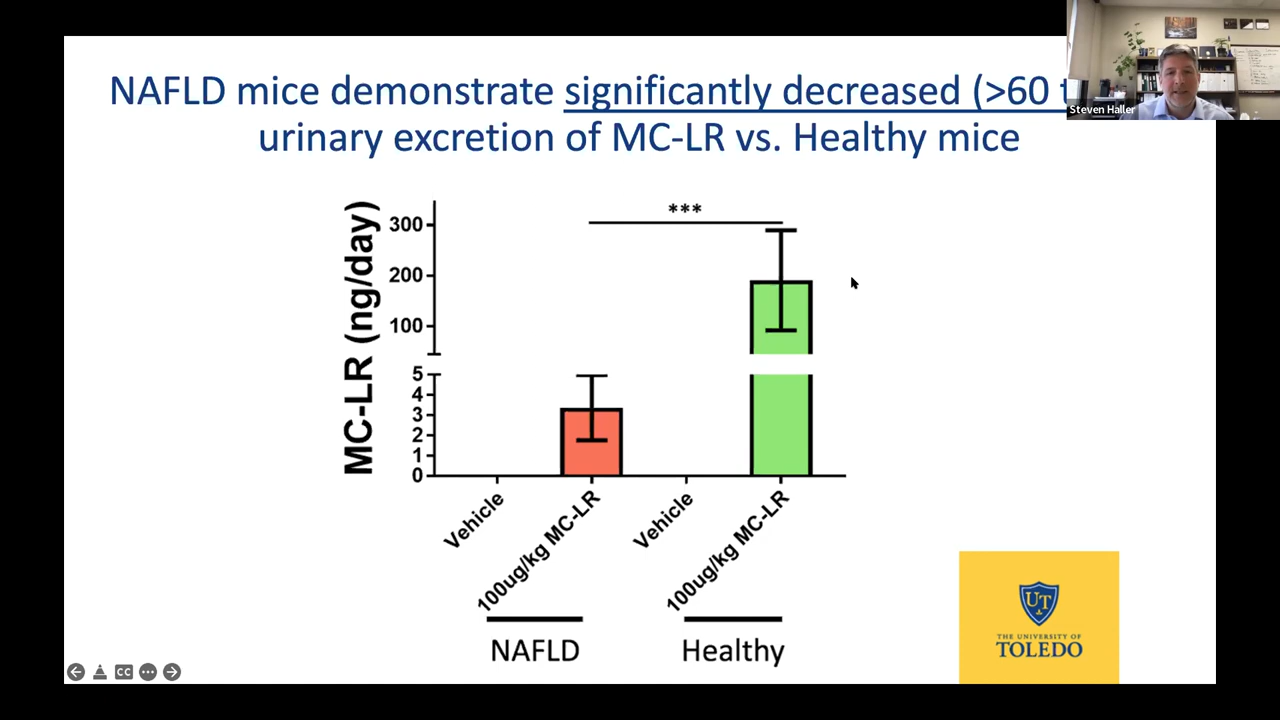 NAFLD mice demonstrate significantly decreased (>60
urinary excretion of MC-LR vs. Healthy mice
Steven Haller
***
MC-LR (ng/day)
300
200
100
5
4
3
2
1
0
Vehicle
100ug/kg MC-LR
Vehicle
100ug/kg MC-LR
NAFLD
Healthy
UT
THE UNIVERSITY OF
TOLEDO
CC